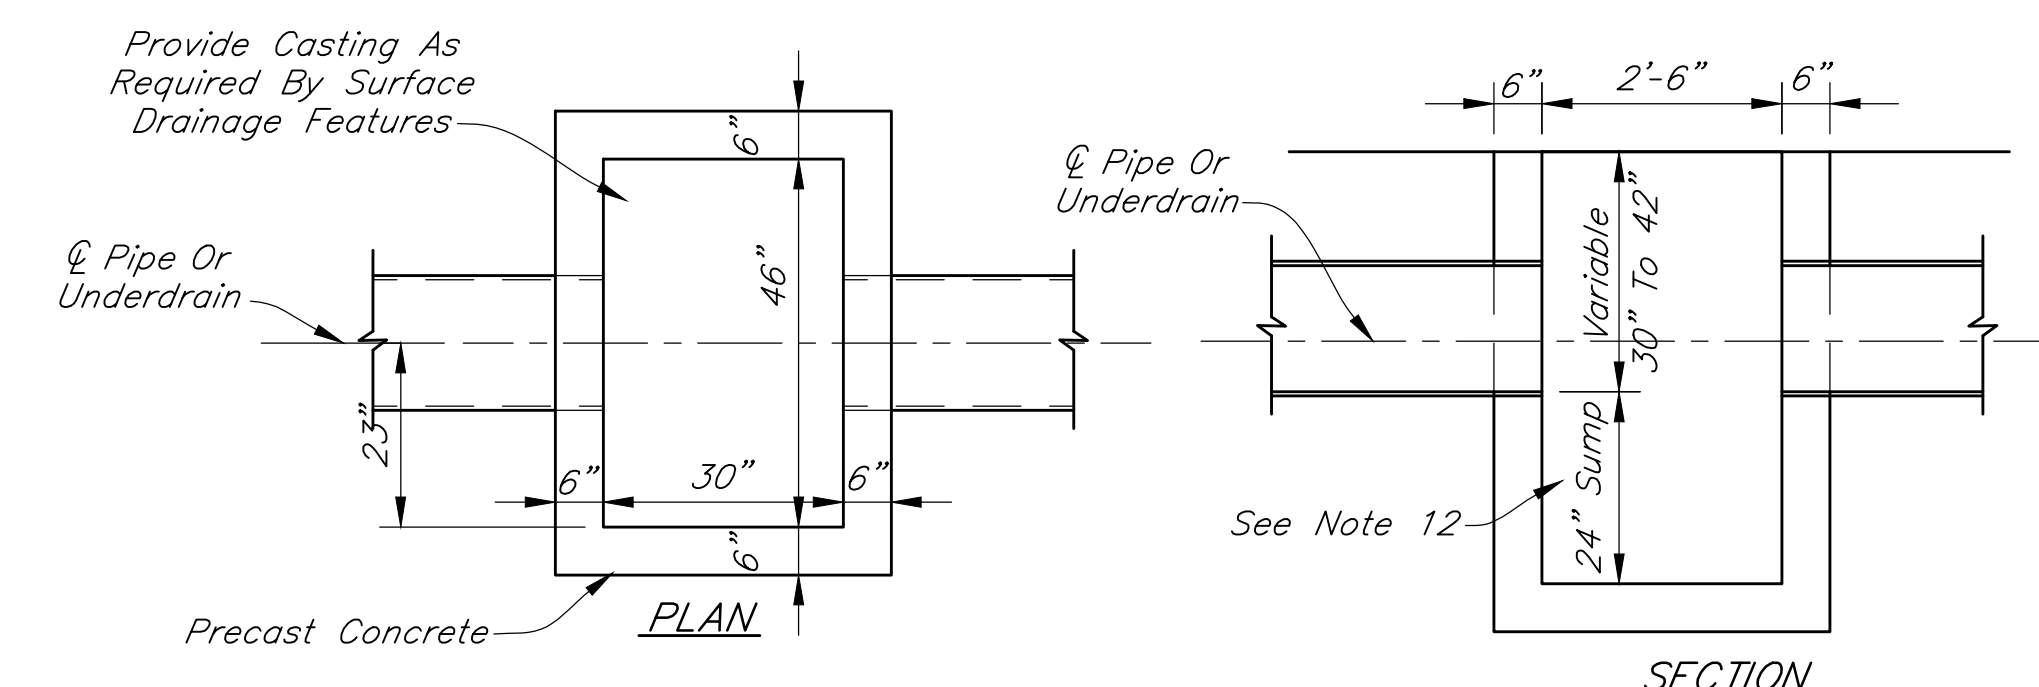 Provide Casting As
Required By Surface
Drainage Features
℄ Pipe Or
Underdrain
6”
46”
23”
6”
30”
6”
6”
Precast Concrete
PLAN
6”
2’-6”
6”
℄ Pipe Or
Underdrain
Variable
30” To 42”
24” Sump
See Note 12
SECTION